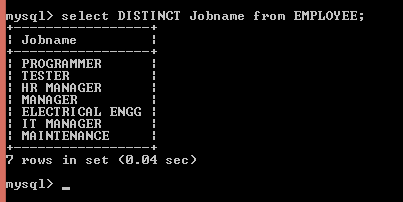 mysql> select DISTINCT Jobname from EMPLOYEE;
+-----------------+
| Jobname         |
+-----------------+
| PROGRAMMER      |
| TESTER          |
| HR MANAGER      |
| MANAGER         |
| ELECTRICAL ENGG |
| IT MANAGER      |
| MAINTENANCE     |
+-----------------+
7 rows in set (0.04 sec)
mysql> _